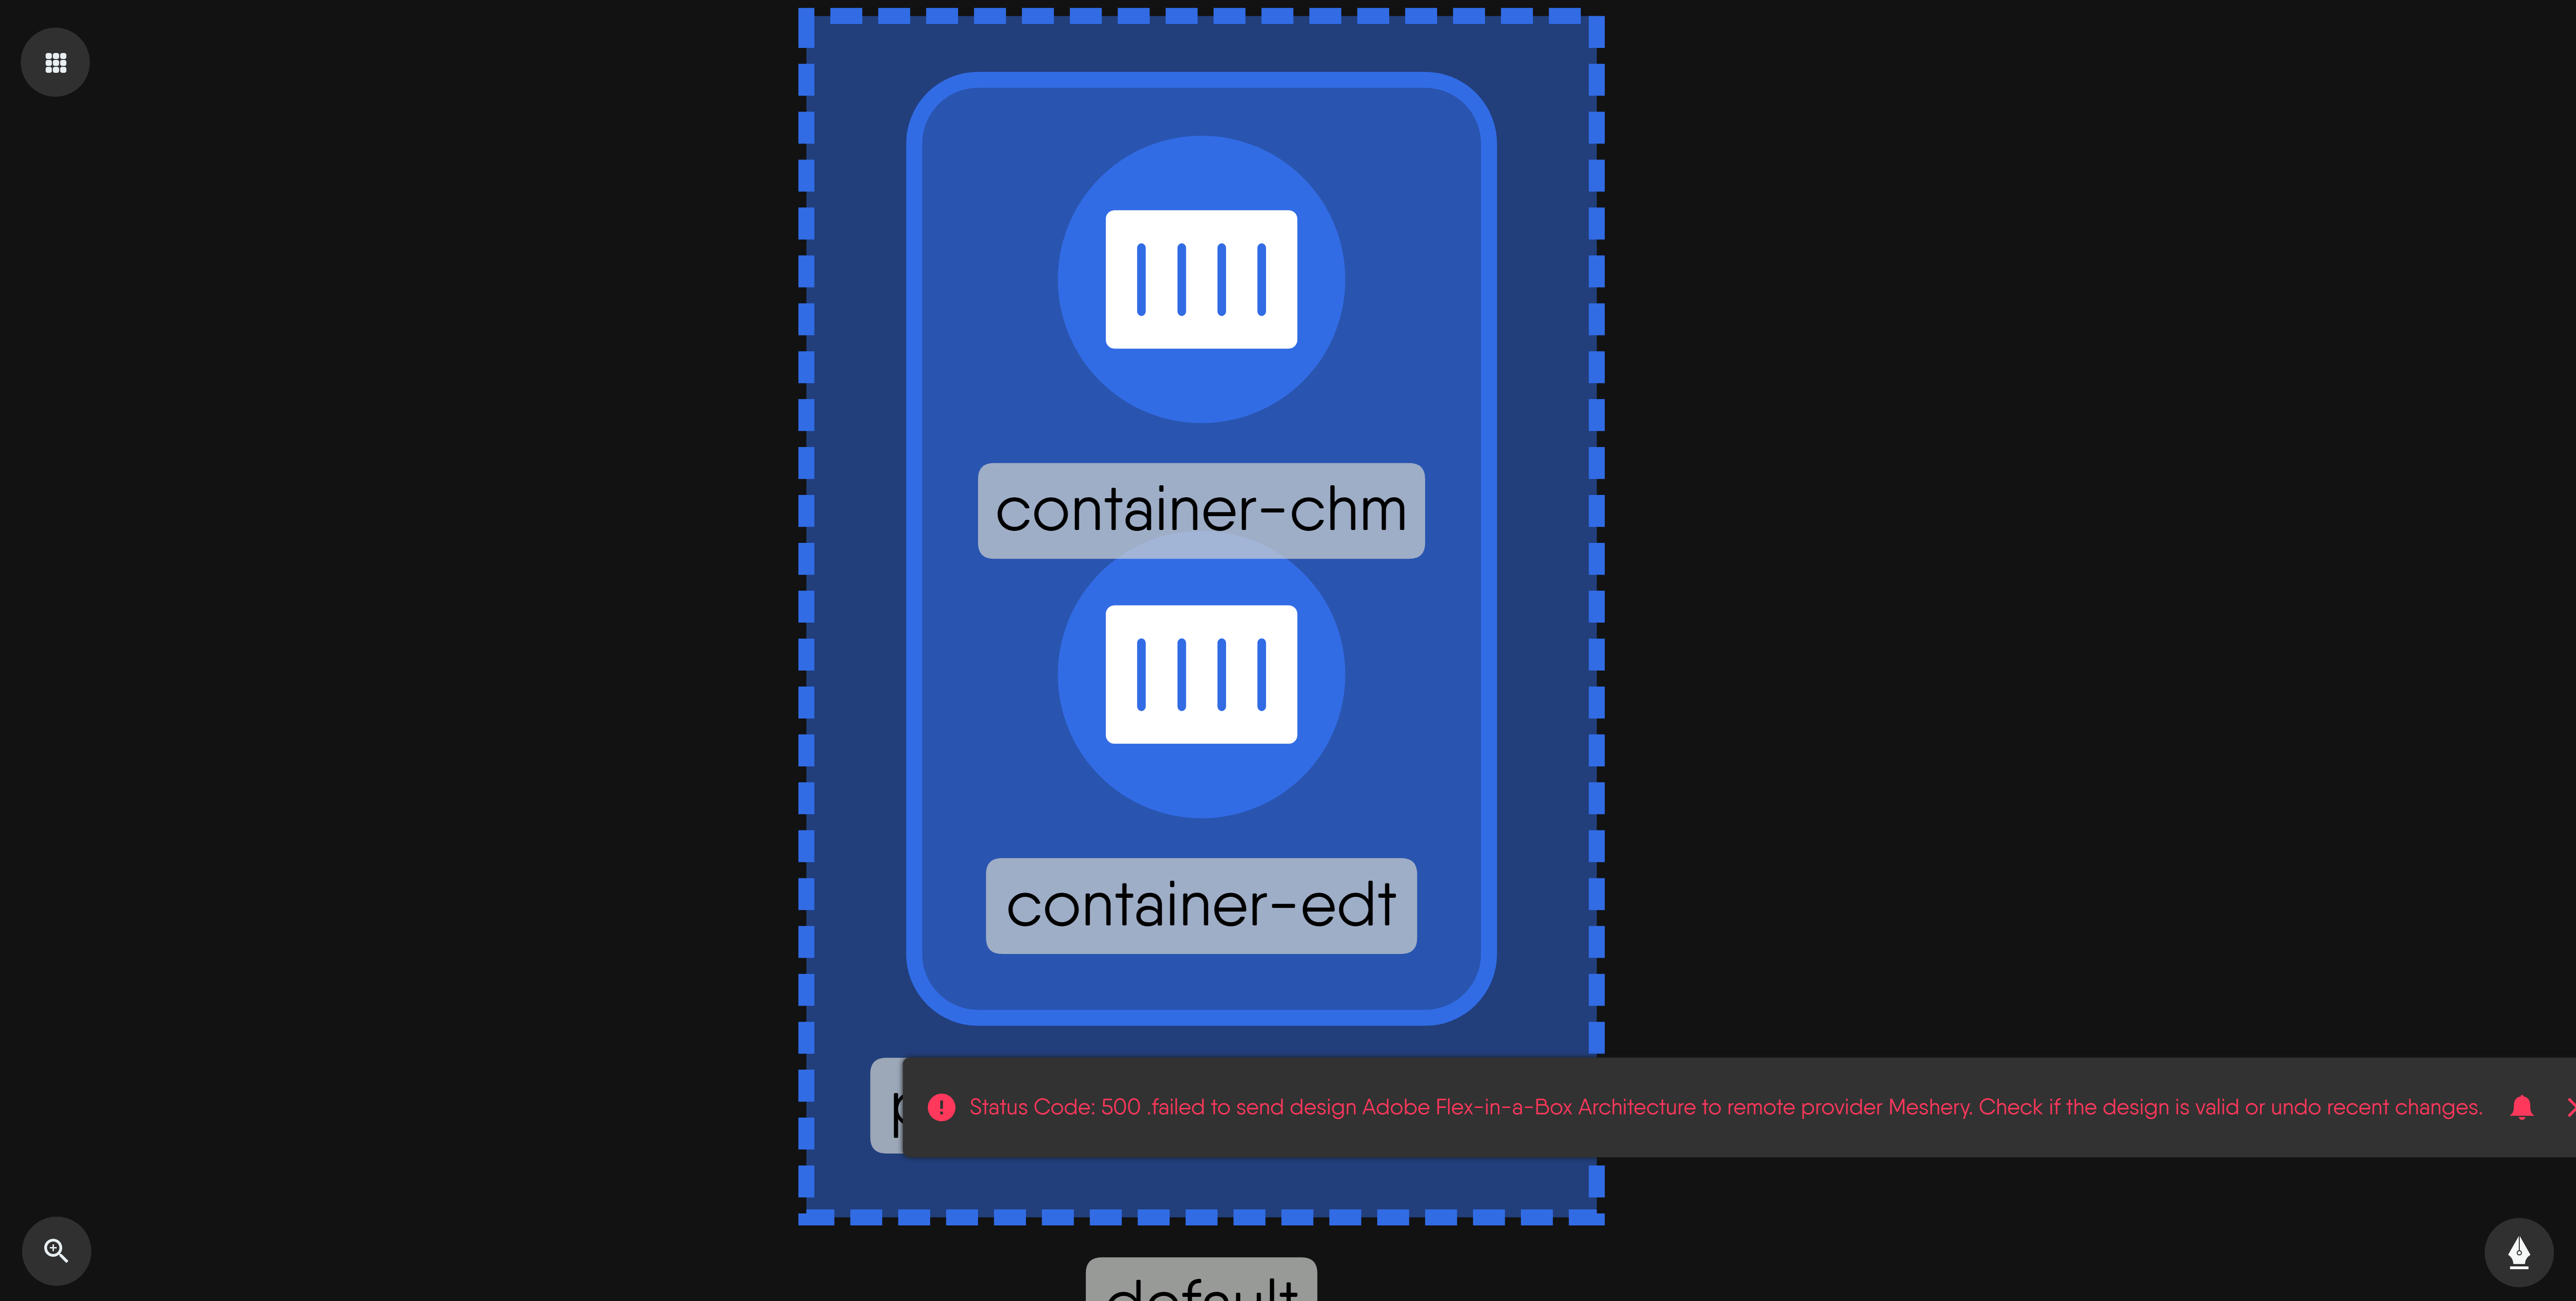 container-chm
container-edt
Status Code: 500 .failed to send design Adobe Flex-in-a-Box Architecture to remote provider Meshery. Check if the design is valid or undo recent changes.
default